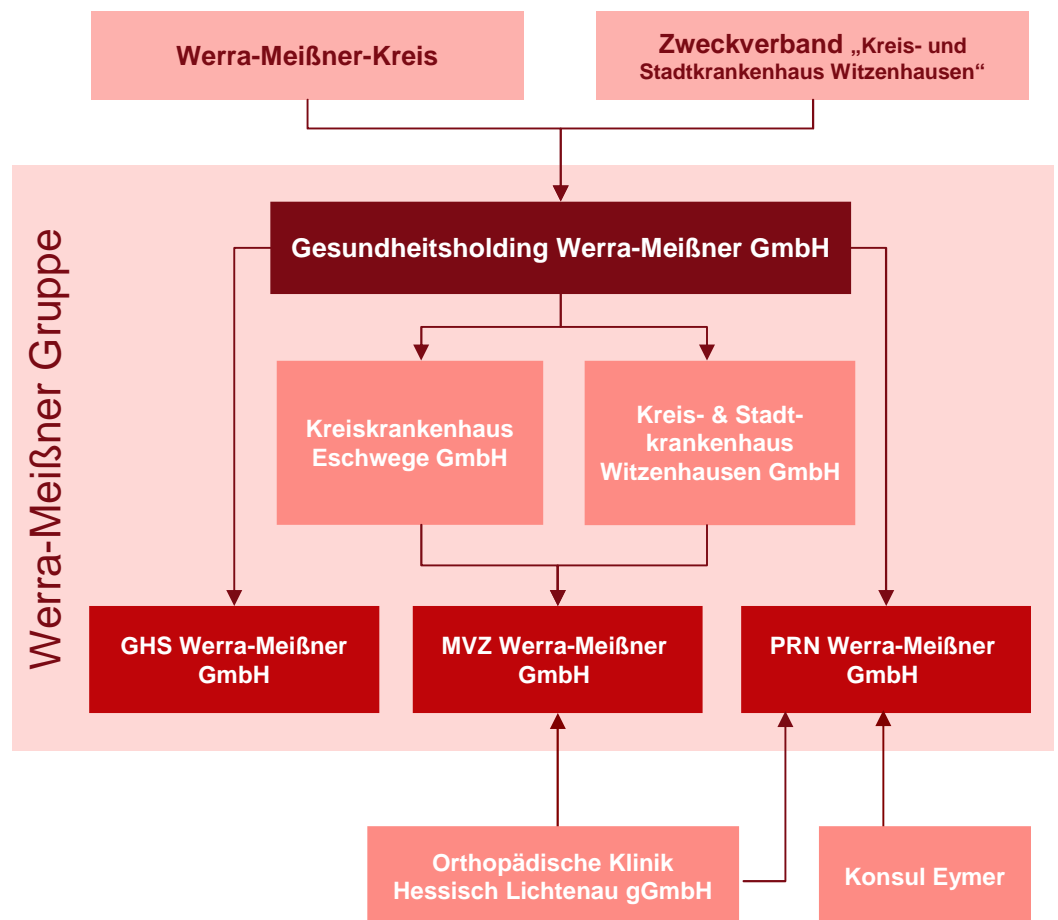 Werra-Meißner-Kreis
Zweckverband „Kreis- und
Stadtkrankenhaus Witzenhausen“
Werra-Meißner Gruppe
Gesundheitsholding Werra-Meißner GmbH
Kreiskrankenhaus
Eschwege GmbH
Kreis- & Stadt-
krankenhaus
Witzenhausen GmbH
GHS Werra-Meißner
GmbH
MVZ Werra-Meißner
GmbH
PRN Werra-Meißner
GmbH
Orthopädische Klinik
Hessisch Lichtenau gGmbH
Konsul Eymer